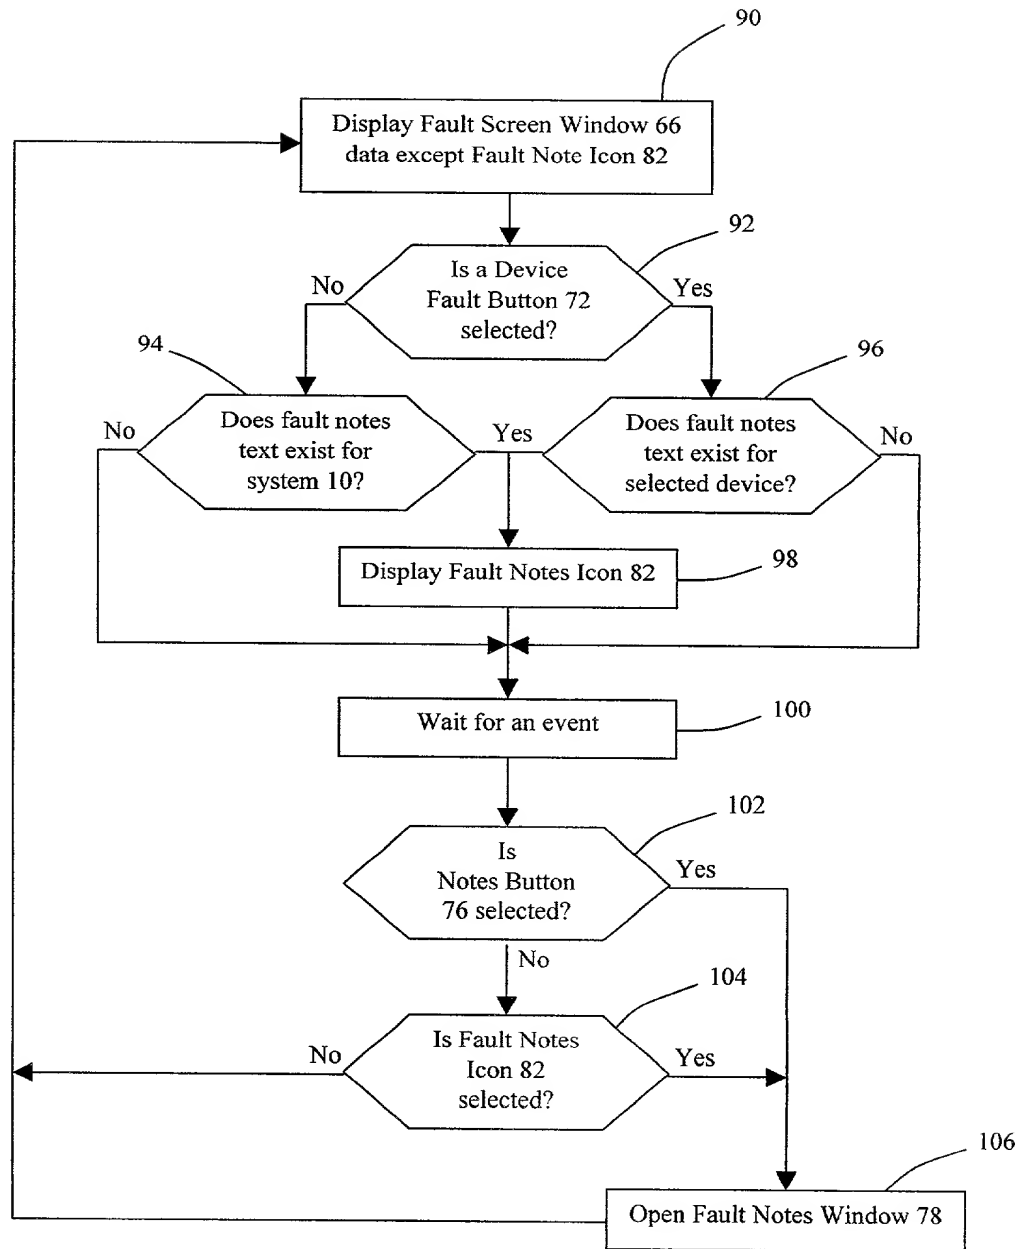 90
Display Fault Screen Window 66
data except Fault Note Icon 82
92
Is a Device
Fault Button 72
selected?
No
Yes
94
96
Does fault notes
text exist for
system 10?
No
Yes
Does fault notes
text exist for
selected device?
No
Display Fault Notes Icon 82
98
Wait for an event
100
102
Is
Notes Button
76 selected?
Yes
No
104
Is Fault Notes
Icon 82
selected?
No
Yes
106
Open Fault Notes Window 78